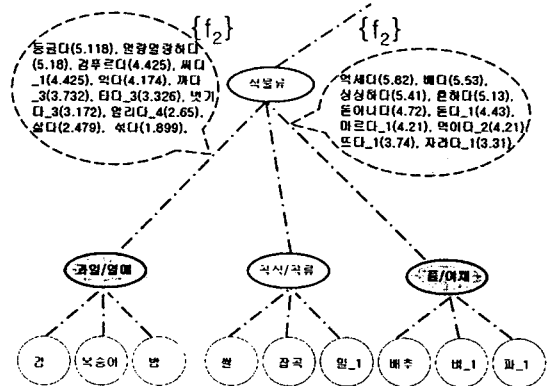 {f₂}
{f₂}
둥글다(5.118), 말랑말랑하다
(5.18), 검푸르다(4.425), 써다
_1(4.425), 익다(4.174), 까다
_3(3.732), 타다_3(3.326), 벗기
다_3(3.172), 열리다_4(2.65),
삶다(2.479), 섞다(1.899),
식물류
억세다(5.82), 베다(5.53),
싱싱하다(5.41), 흔하다(5.13),
돋아나다(4.72), 돋다_1(4.43),
마르다_1(4.21), 먹이다_2(4.21)
뜨다_1(3.74), 자라다_1(3.31)
과일/열매
곡식/곡류
풀/야채
감
복숭아
밤
쌀
잡곡
밀_1
배추
벼_1
파_1